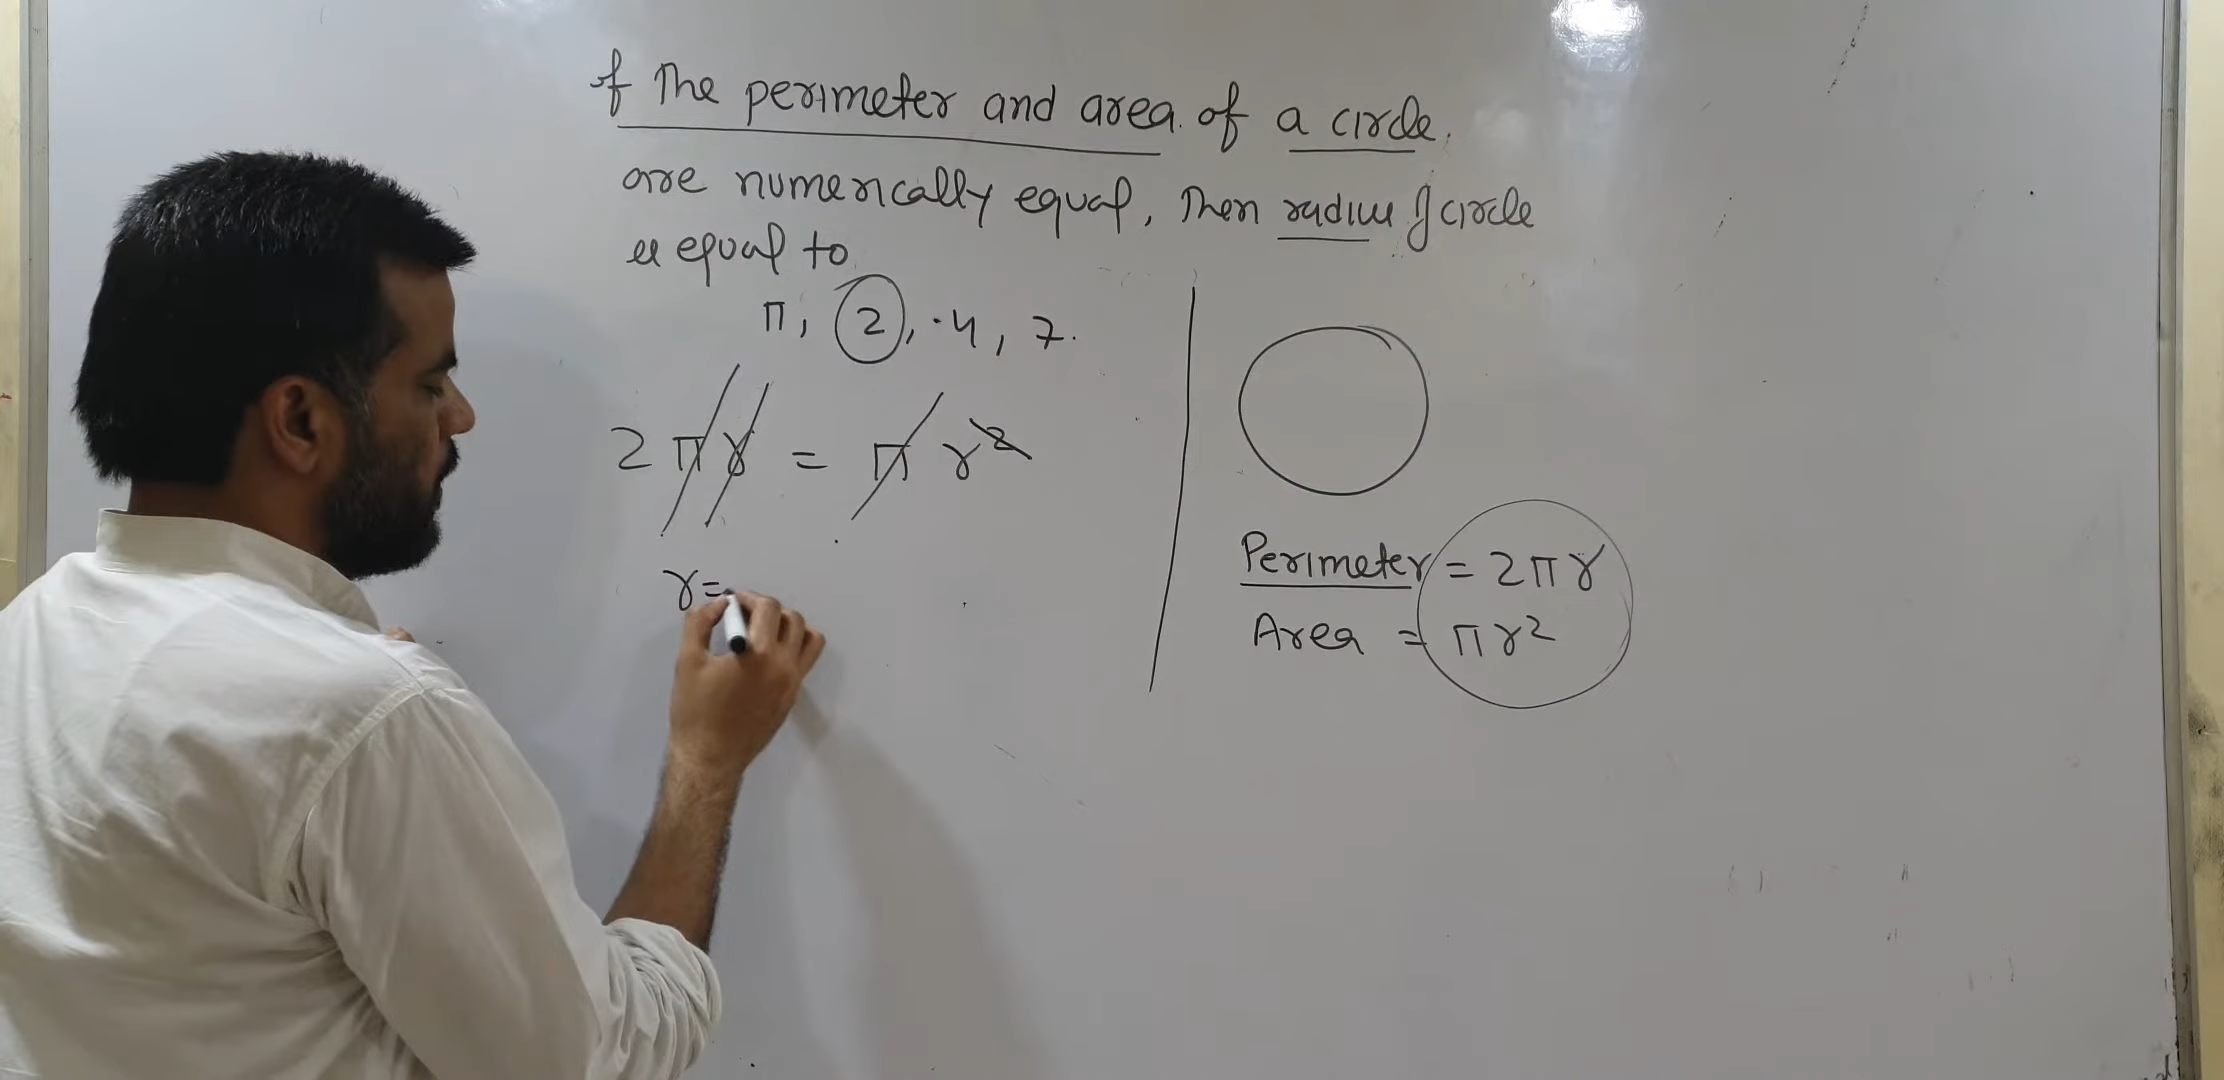 If The perimeter and area of a circle.
are numerically equal, Then radius of circle
is equal to
π, 2, 4, 7.
2πr = πr²
r=
Perimeter = 2πr
Area = πr²